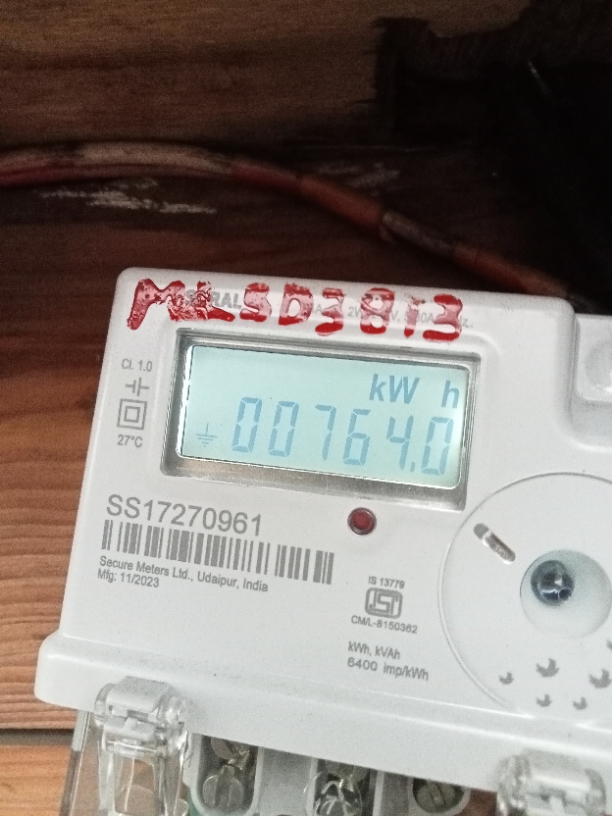 MLSD3813
Cl. 1.0
27°C
kW h
00764.0
SS17270961
Secure Meters Ltd., Udaipur, India
Mfg: 11/2023
IS 13779
CM/L-8150362
kWh, kVAh
6400 imp/kWh